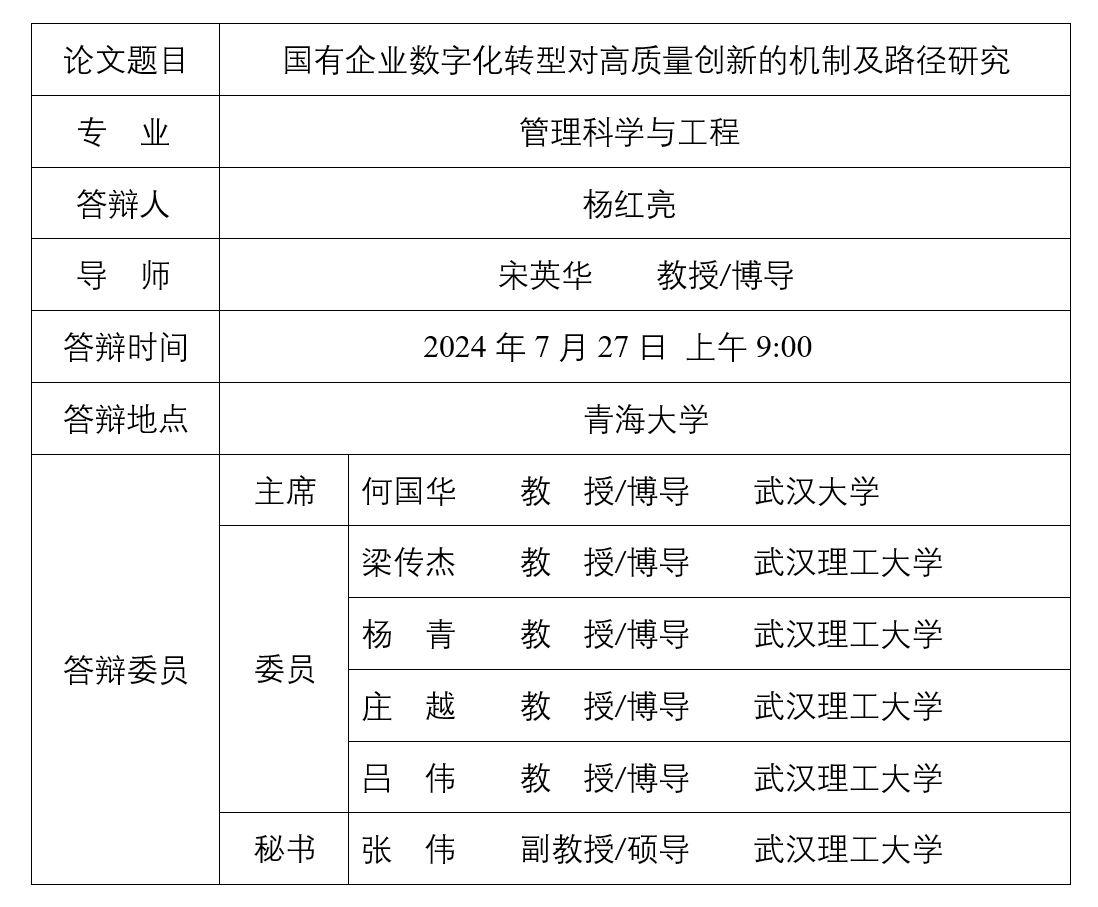 论文题目 国有企业数字化转型对高质量创新的机制及路径研究
专 业 管理科学与工程
答辩人 杨红亮
导 师 宋英华 教授/博导
答辩时间 2024 年 7 月 27 日 上午 9:00
答辩地点 青海大学
答辩委员
主席 何国华 教 授/博导 武汉大学
委员
梁传杰 教 授/博导 武汉理工大学
杨 青 教 授/博导 武汉理工大学
庄 越 教 授/博导 武汉理工大学
吕 伟 教 授/博导 武汉理工大学
秘书 张 伟 副教授/硕导 武汉理工大学